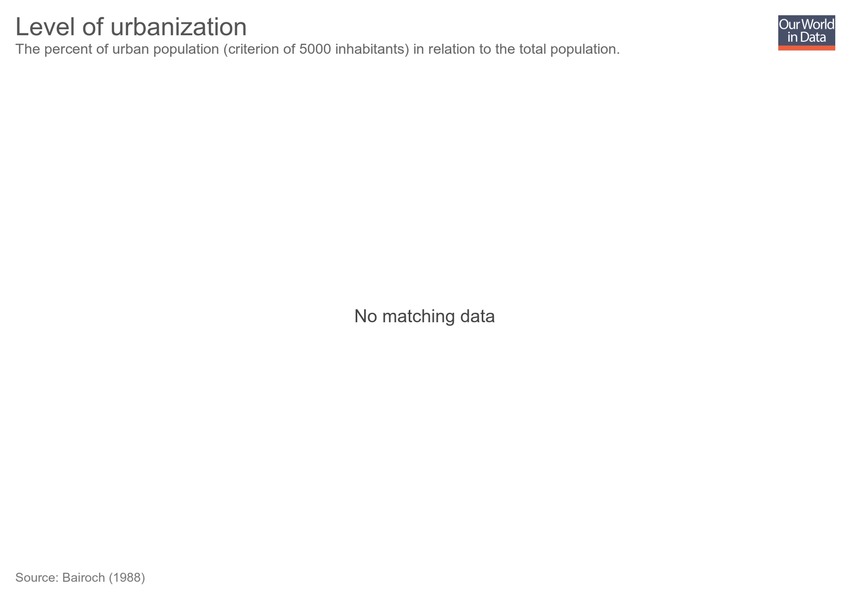 Level of urbanization
The percent of urban population (criterion of 5000 inhabitants) in relation to the total population.
Our World
in Data
No matching data
Source: Bairoch (1988)